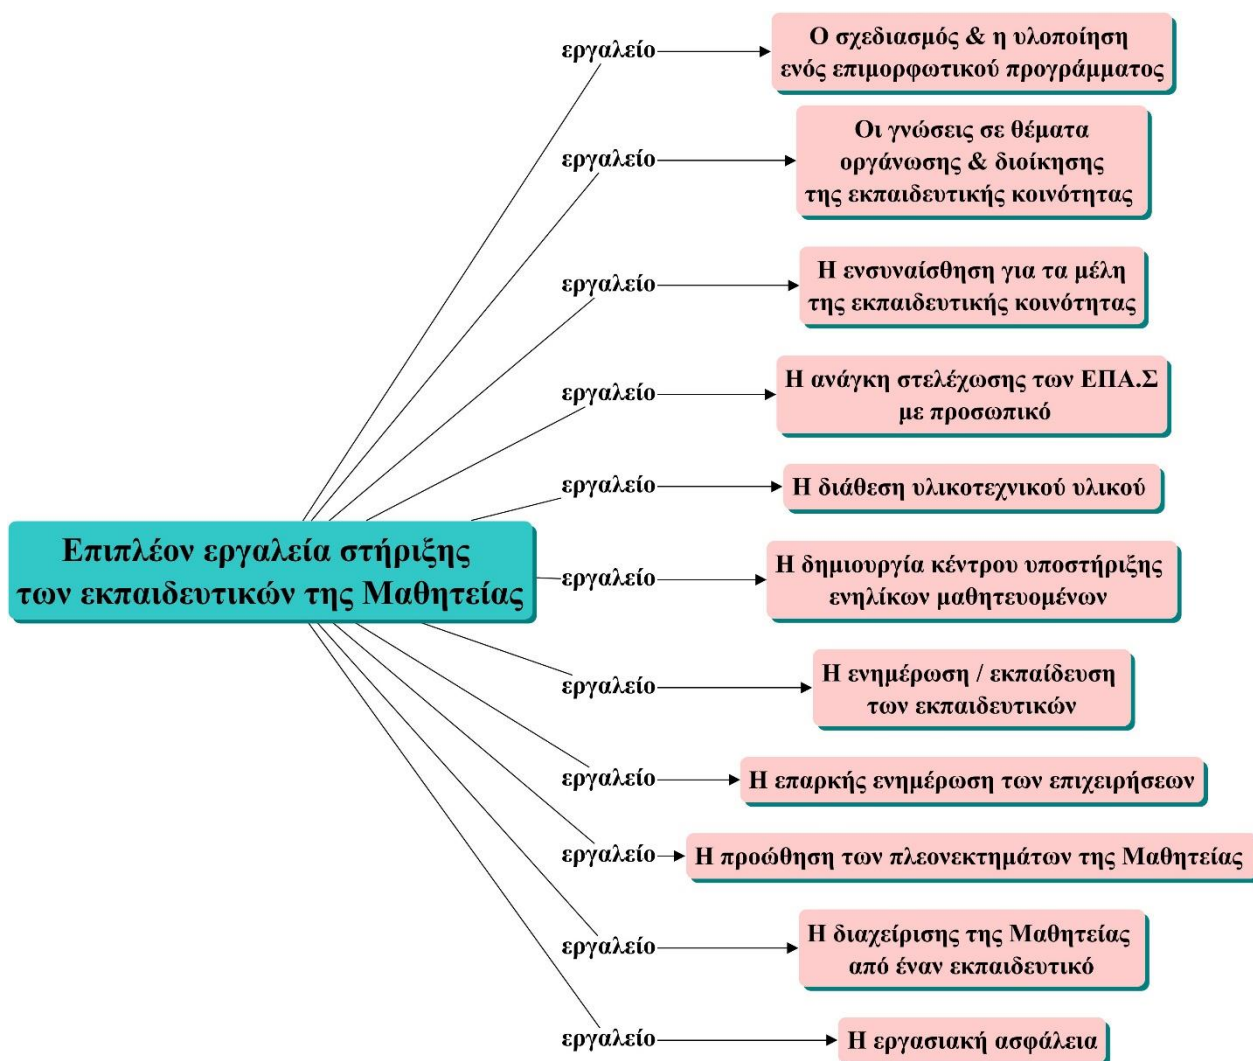 εργαλείο
Ο σχεδιασμός & η υλοποίηση
ενός επιμορφωτικού προγράμματος
εργαλείο
Οι γνώσεις σε θέματα
οργάνωσης & διοίκησης
της εκπαιδευτικής κοινότητας
εργαλείο
Η ενσυναίσθηση για τα μέλη
της εκπαιδευτικής κοινότητας
εργαλείο
Η ανάγκη στελέχωσης των ΕΠΑ.Σ
με προσωπικό
εργαλείο
Η διάθεση υλικοτεχνικού υλικού
Επιπλέον εργαλεία στήριξης
των εκπαιδευτικών της Μαθητείας
εργαλείο
Η δημιουργία κέντρου υποστήριξης
ενηλίκων μαθητευομένων
εργαλείο
Η ενημέρωση / εκπαίδευση
των εκπαιδευτικών
εργαλείο
Η επαρκής ενημέρωση των επιχειρήσεων
εργαλείο
Η προώθηση των πλεονεκτημάτων της Μαθητείας
εργαλείο
Η διαχείρισης της Μαθητείας
από έναν εκπαιδευτικό
εργαλείο
Η εργασιακή ασφάλεια